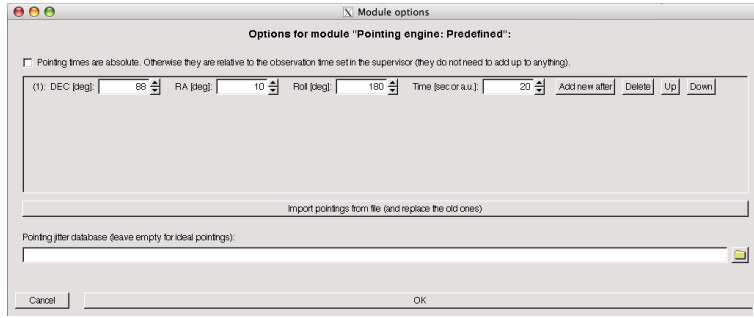 Module options
Options for module "Pointing engine: Predefined":
Pointing times are absolute. Otherwise they are relative to the observation time set in the supervisor (they do not need to add up to anything).
(1): DEC [deg]: 88 RA [deg]: 10 Roll [deg]: 180 Time [sec or a.u.]: 20 Add new after Delete Up Down
Import pointings from file (and replace the old ones)
Pointing jitter database (leave empty for ideal pointings):
Cancel OK